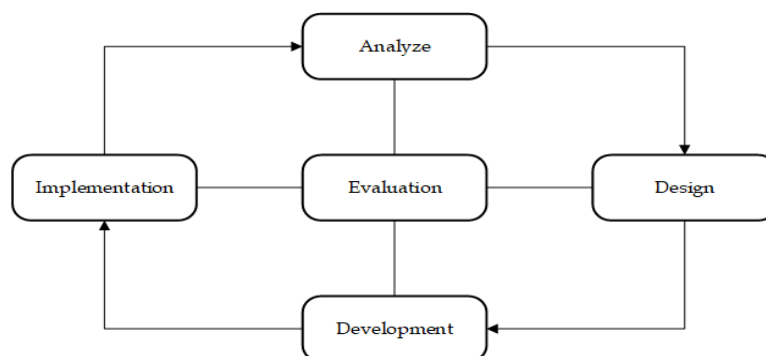 Analyze
Implementation
Evaluation
Design
Development